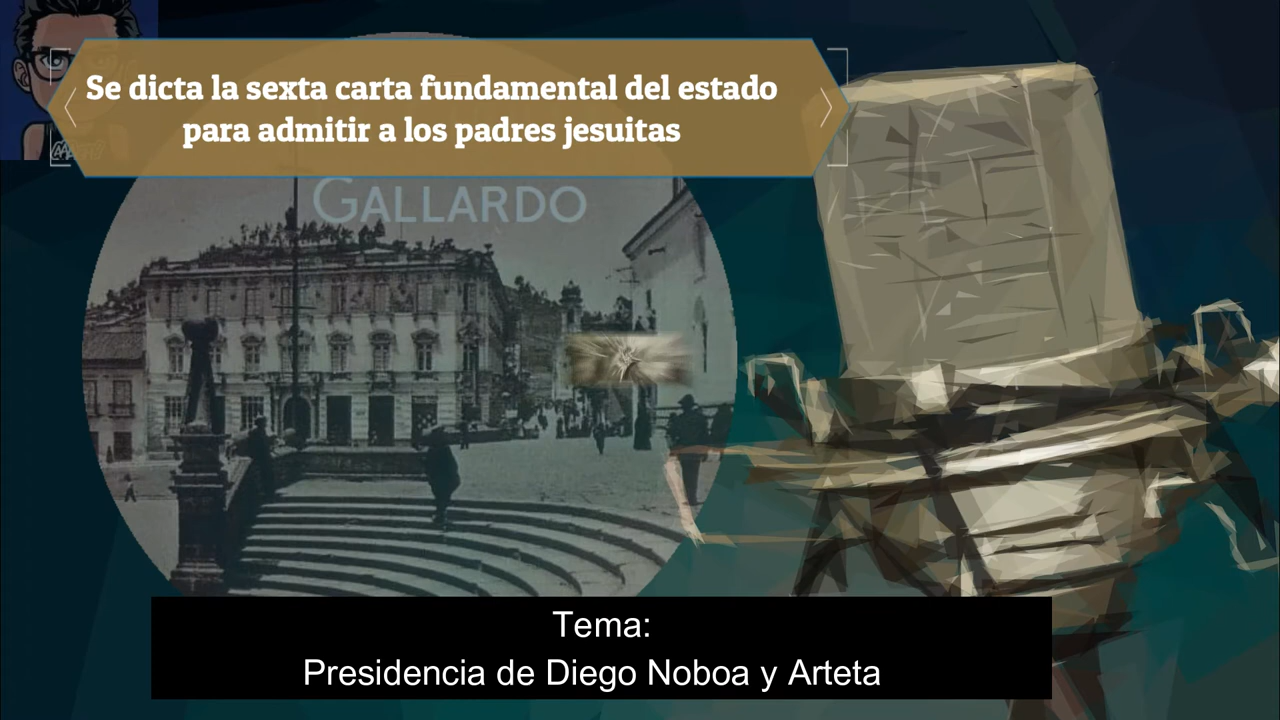 Se dicta la sexta carta fundamental del estado
para admitir a los padres jesuitas
GALLARDO
Tema:
Presidencia de Diego Noboa y Arteta